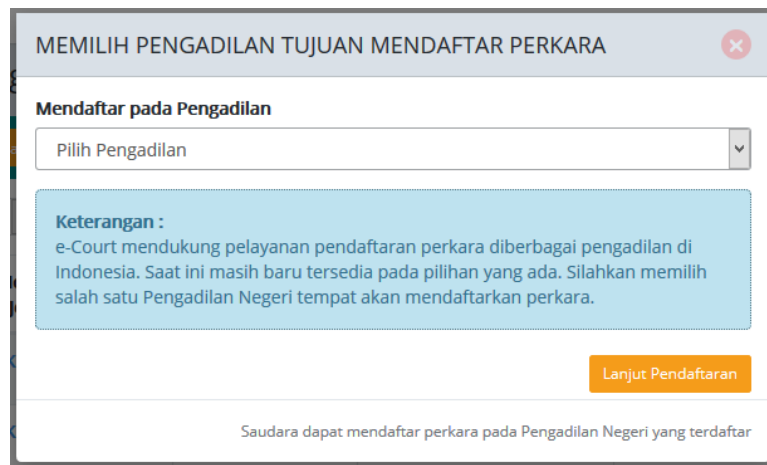 MEMILIH PENGADILAN TUJUAN MENDAFTAR PERKARA
Mendaftar pada Pengadilan
Pilih Pengadilan
Keterangan :
e-Court mendukung pelayanan pendaftaran perkara diberbagai pengadilan di
Indonesia. Saat ini masih baru tersedia pada pilihan yang ada. Silahkan memilih
salah satu Pengadilan Negeri tempat akan mendaftarkan perkara.
Lanjut Pendaftaran
Saudara dapat mendaftar perkara pada Pengadilan Negeri yang terdaftar